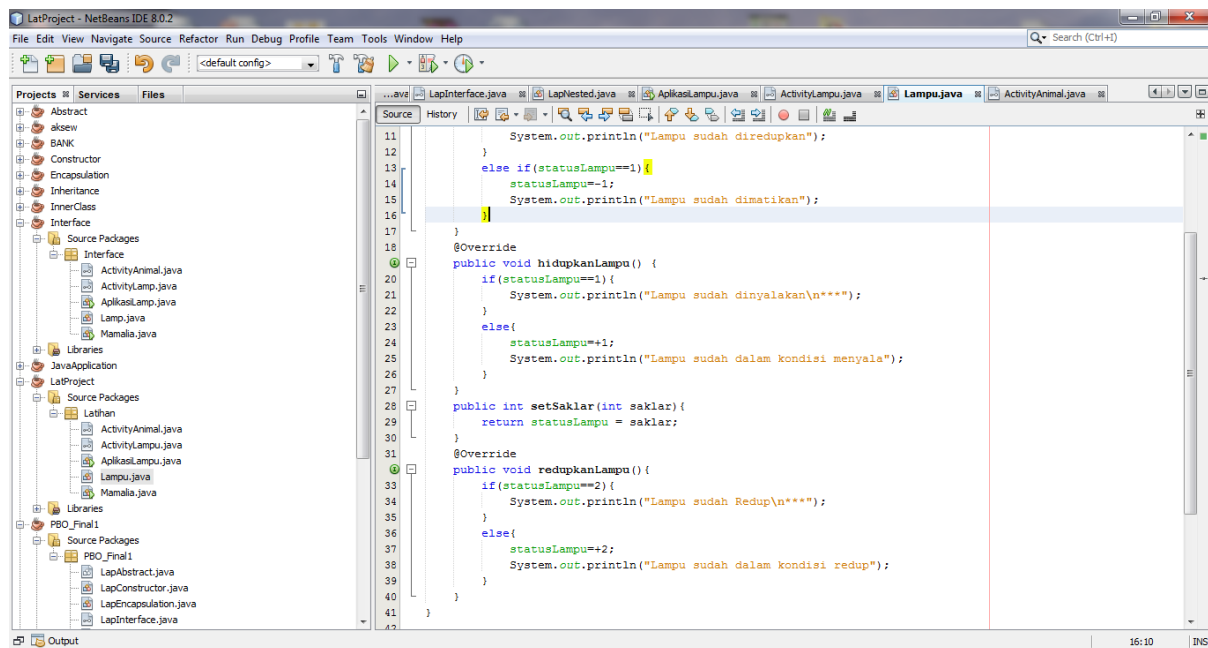 LatProject - NetBeans IDE 8.0.2
File Edit View Navigate Source Refactor Run Debug Profile Team Tools Window Help
Search (Ctrl+I)
<default config>
Projects Services Files
Abstract
aksew
BANK
Constructor
Encapsulation
Inheritance
InnerClass
Interface
Source Packages
Interface
ActivityAnimal.java
ActivityLamp.java
AplikasiLamp.java
Lamp.java
Mamalia.java
Libraries
JavaApplication
LatProject
Source Packages
Latihan
ActivityAnimal.java
ActivityLampu.java
AplikasiLampu.java
Lampu.java
Mamalia.java
Libraries
PBO_Final1
Source Packages
PBO_Final1
LapAbstract.java
LapConstructor.java
LapEncapsulation.java
LapInterface.java
...ava LapInterface.java LapNested.java AplikasiLampu.java ActivityLampu.java Lampu.java ActivityAnimal.java
Source History
11 System.out.println("Lampu sudah diredupkan");
12 }
13 else if(statusLampu==1){
14 statusLampu=-1;
15 System.out.println("Lampu sudah dimatikan");
16 }
17 }
18 @Override
public void hidupkanLampu() {
20 if(statusLampu==1){
21 System.out.println("Lampu sudah dinyalakan\n***");
22 }
23 else{
24 statusLampu=+1;
25 System.out.println("Lampu sudah dalam kondisi menyala");
26 }
27 }
28 public int setSaklar(int saklar){
29 return statusLampu = saklar;
30 }
31 @Override
public void redupkanLampu(){
33 if(statusLampu==2){
34 System.out.println("Lampu sudah Redup\n***");
35 }
36 else{
37 statusLampu=+2;
38 System.out.println("Lampu sudah dalam kondisi redup");
39 }
40 }
41 }
42
Output
16:10 INS